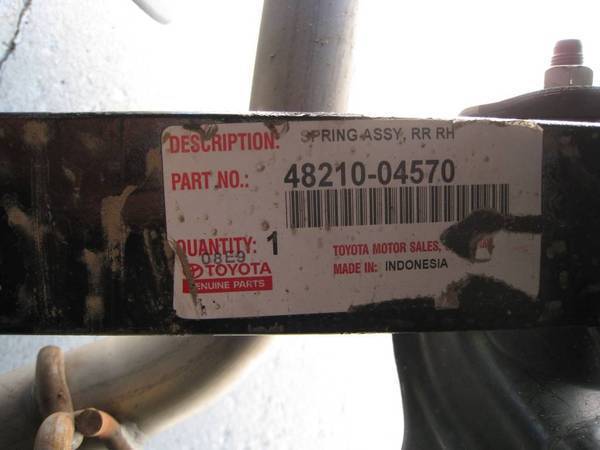 DESCRIPTION: SPRING ASSY, RR RH
PART NO.: 48210-04570
QUANTITY: 1
TOYOTA MOTOR SALES,
08E9
TOYOTA
MADE IN: INDONESIA
GENUINE PARTS